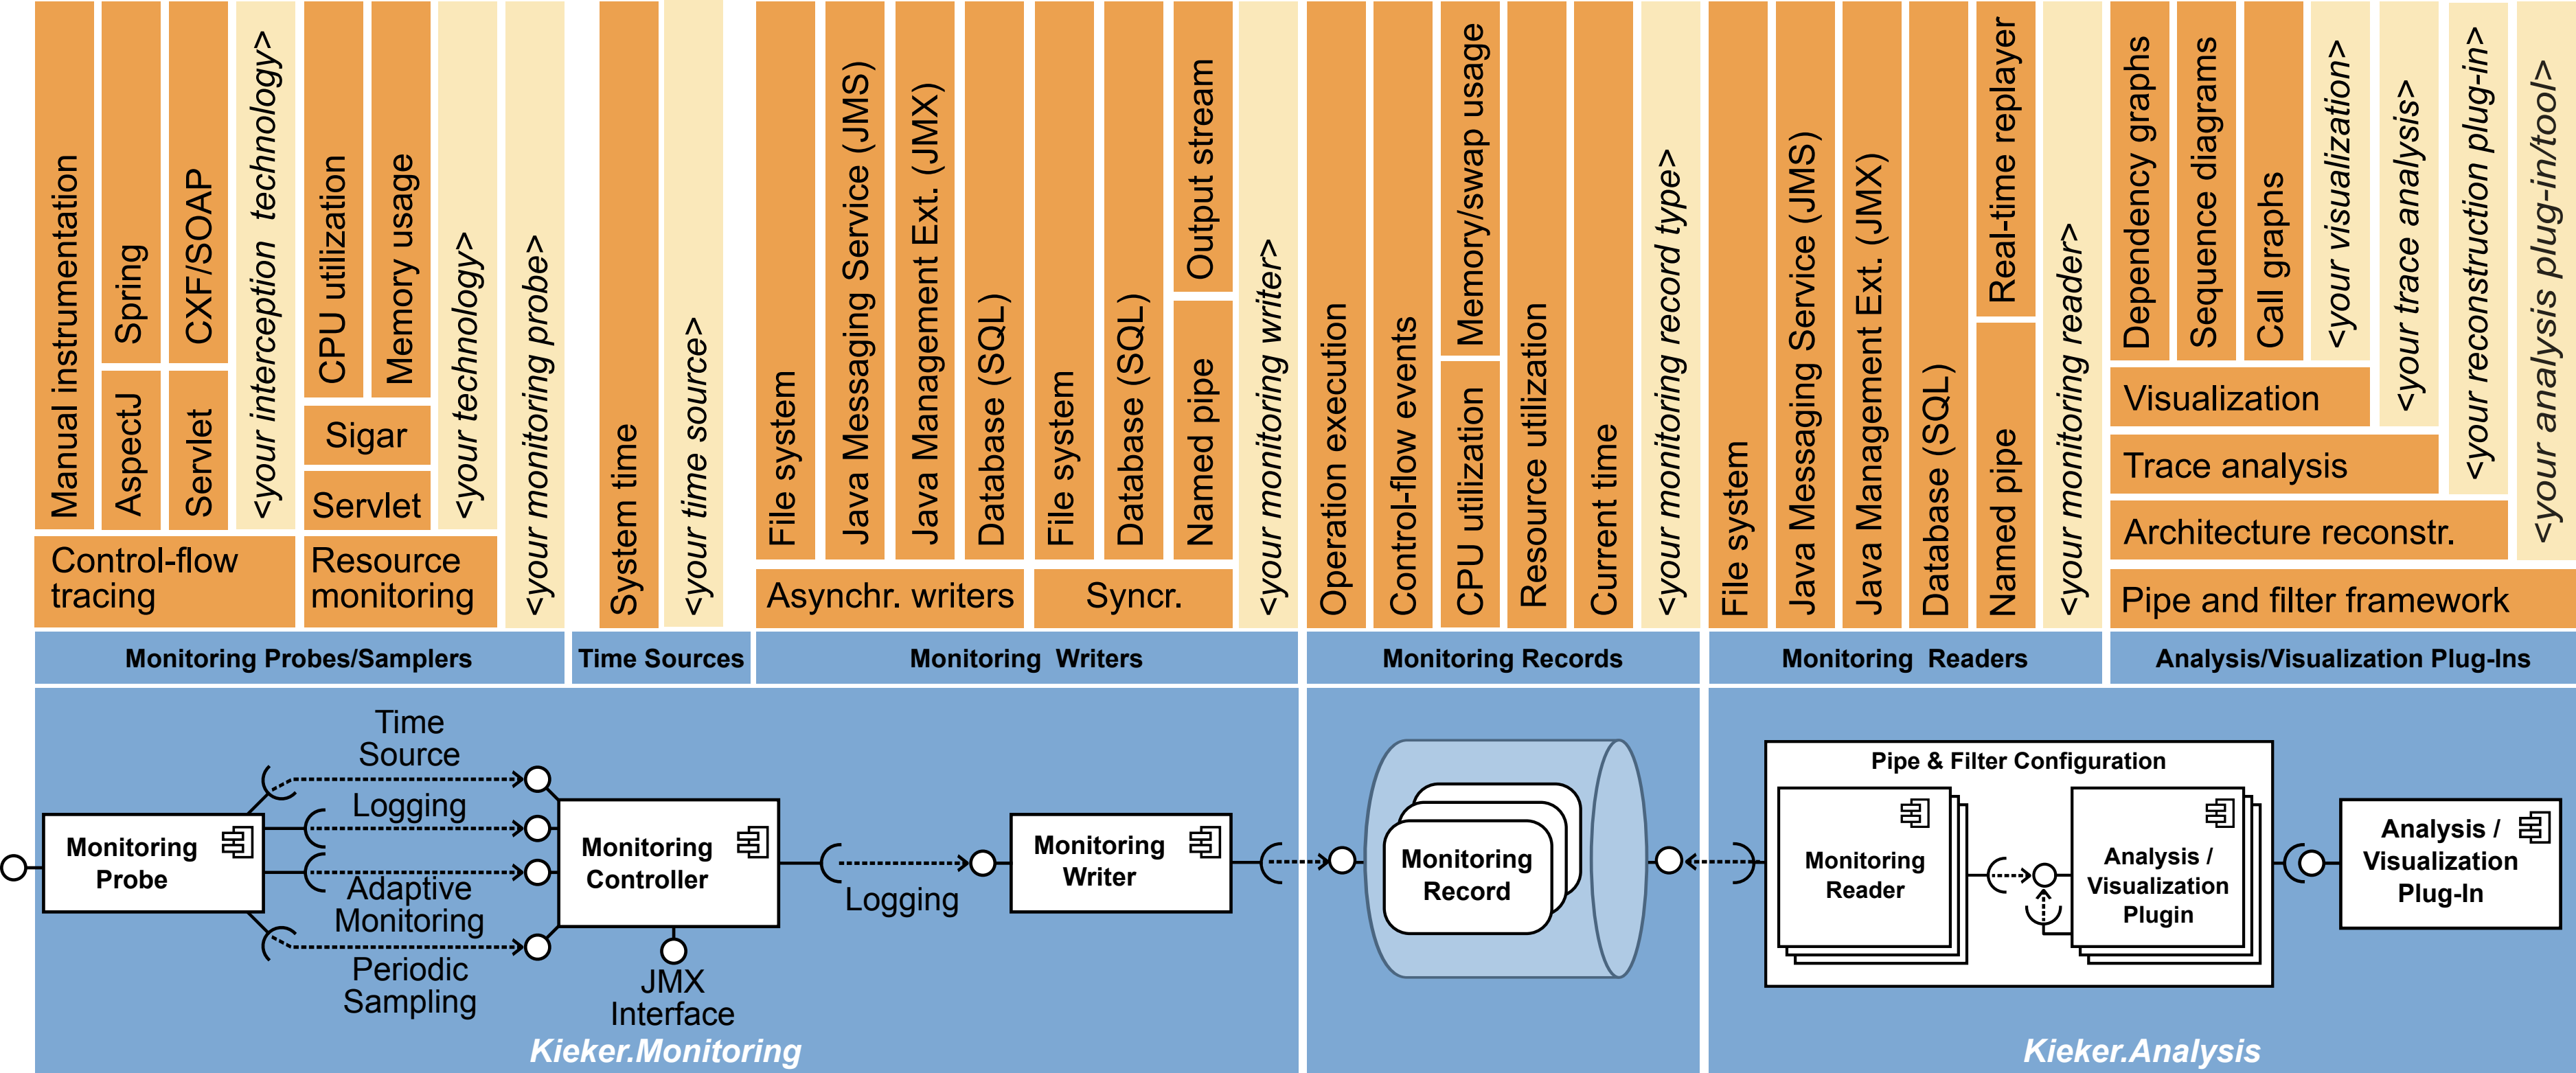 Manual instrumentation
Spring
AspectJ
CXF/SOAP
Servlet
<your interception technology>
CPU utilization
Memory usage
Sigar
Servlet
<your technology>
<your monitoring probe>
Control-flow
tracing
Resource
monitoring
System time
<your time source>
File system
Java Messaging Service (JMS)
Java Management Ext. (JMX)
Database (SQL)
File system
Database (SQL)
Output stream
Named pipe
<your monitoring writer>
Asynchr. writers
Syncr.
Operation execution
Control-flow events
Memory/swap usage
CPU utilization
Resource utilization
Current time
<your monitoring record type>
File system
Java Messaging Service (JMS)
Java Management Ext. (JMX)
Database (SQL)
Real-time replayer
Named pipe
<your monitoring reader>
Dependency graphs
Sequence diagrams
Call graphs
<your visualization>
<your trace analysis>
<your reconstruction plug-in>
<your analysis plug-in/tool>
Visualization
Trace analysis
Architecture reconstr.
Pipe and filter framework
Monitoring Probes/Samplers
Time Sources
Monitoring Writers
Monitoring Records
Monitoring Readers
Analysis/Visualization Plug-Ins
Time
Source
Logging
Adaptive
Monitoring
Periodic
Sampling
Monitoring
Probe
Monitoring
Controller
JMX
Interface
Logging
Monitoring
Writer
Monitoring
Record
Pipe & Filter Configuration
Monitoring
Reader
Analysis /
Visualization
Plugin
Analysis /
Visualization
Plug-In
Kieker.Monitoring
Kieker.Analysis